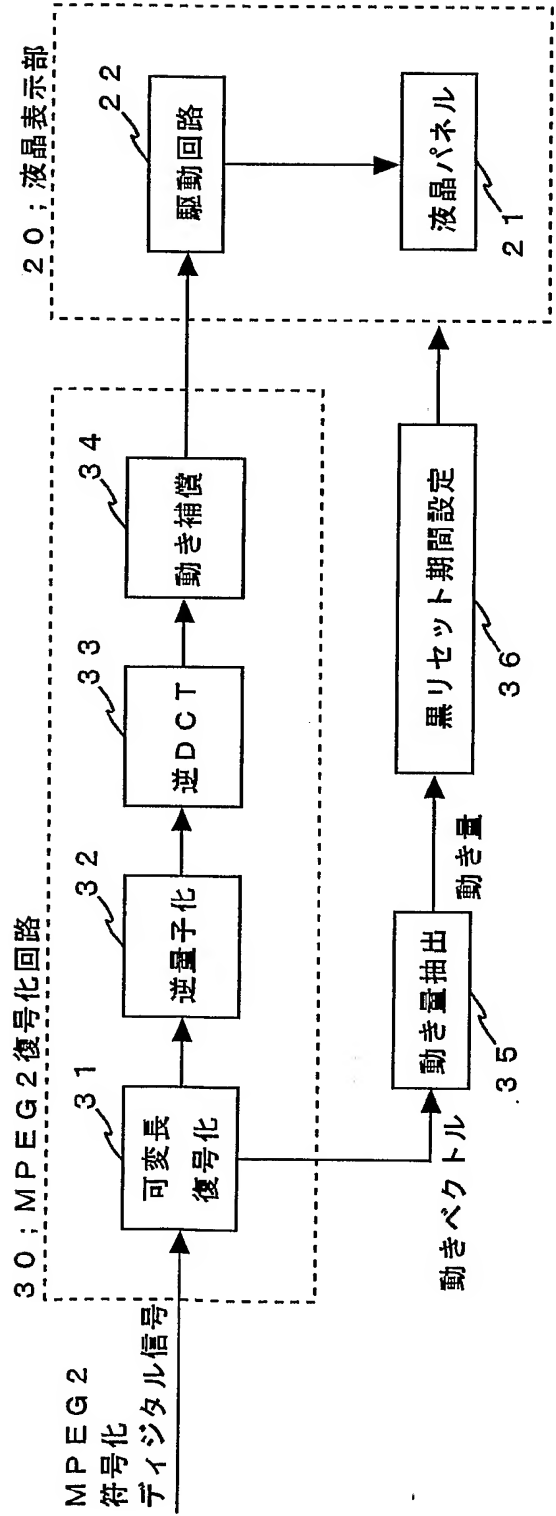 MPEG2
符号化
ディジタル信号
30;MPEG2復号化回路
31
可変長
復号化
32
逆量子化
33
逆DCT
34
動き補償
20;液晶表示部
22
駆動回路
液晶パネル
21
動きベクトル
動き量抽出
35
動き量
黒リセット期間設定
36